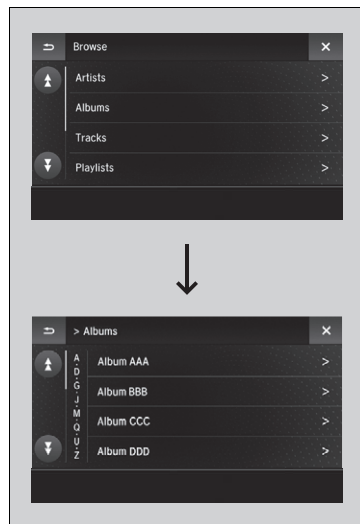 Browse
Artists >
Albums >
Tracks >
Playlists >
> Albums
A·D·G·J·M·Q·U·Z
Album AAA >
Album BBB >
Album CCC >
Album DDD >